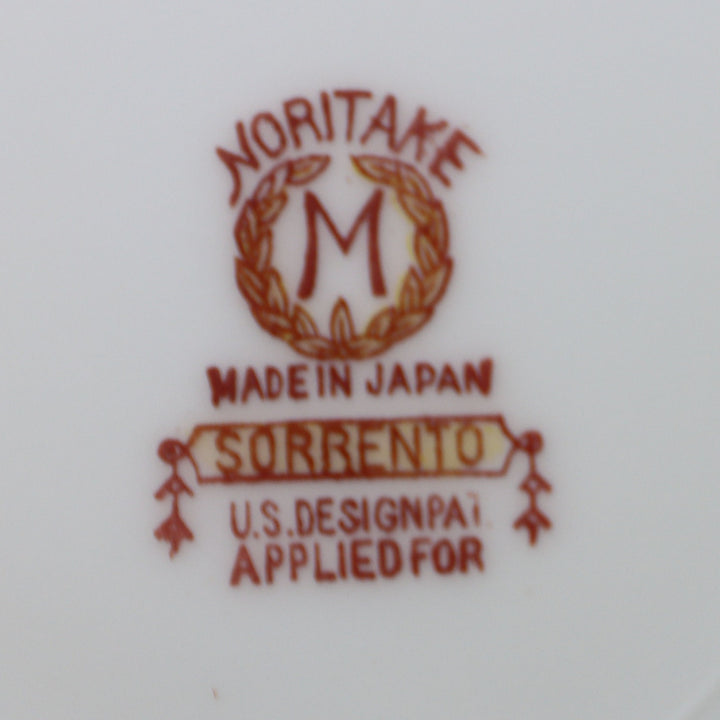 NORITAKE
M
MADE IN JAPAN
SORRENTO
U.S. DESIGN PAT.
APPLIED FOR